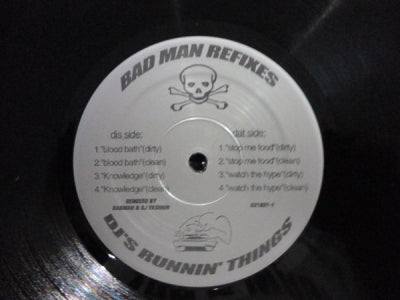 BAD MAN REFIXES
dis side:
1."blood bath"(dirty)
2."blood bath"(clean)
3."Knowledge"(dirty)
4."Knowledge"(clean
dat side:
1."stop me food"(dirty)
2."stop me food"(clean)
3."watch the hype"(dirty)
4."watch the hype"(clean)
REMIXED BY
BADMAN & DJ
DJ'S RUNNIN' THINGS